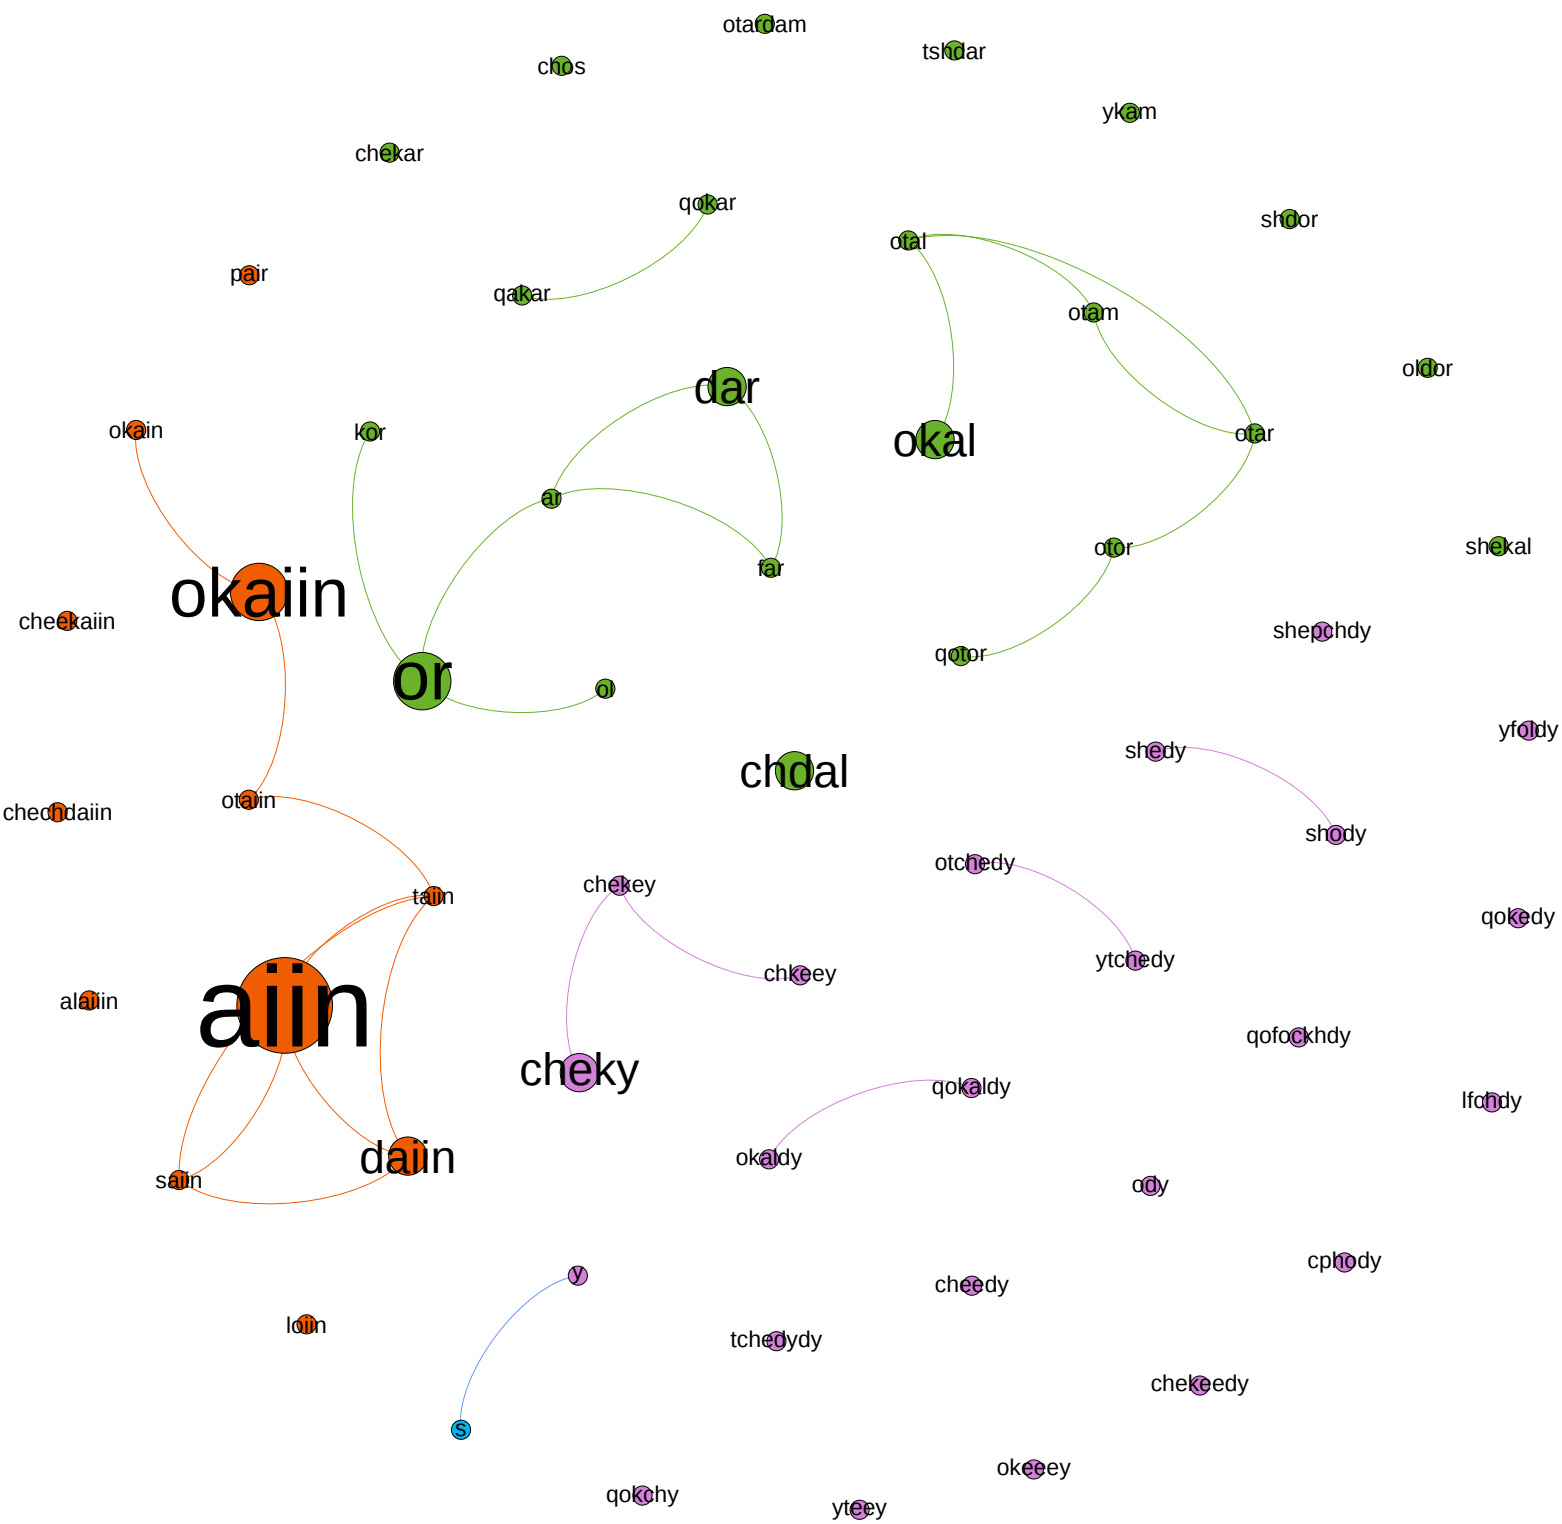 otardam
tshdar
chos
ykam
chekar
qokar
shdor
otal
pair
qakar
otam
oldor
dar
okain
kor
okal
otar
ar
shekal
otor
far
okaiin
cheekaiin
shepchdy
qotor
or
ol
yfoldy
shedy
chdal
otaiin
chechdaiin
shody
otchedy
chekey
taiin
qokedy
ytchedy
chkeey
alaiiin
aiin
qofockhdy
cheky
qokaldy
lfchdy
daiin
okaldy
saiin
ody
cphody
y
cheedy
loiin
tchedydy
chekeedy
s
okeeey
qokchy
yteey